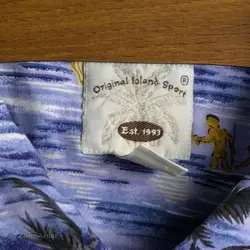 Original Island Sport
®
Est. 1993